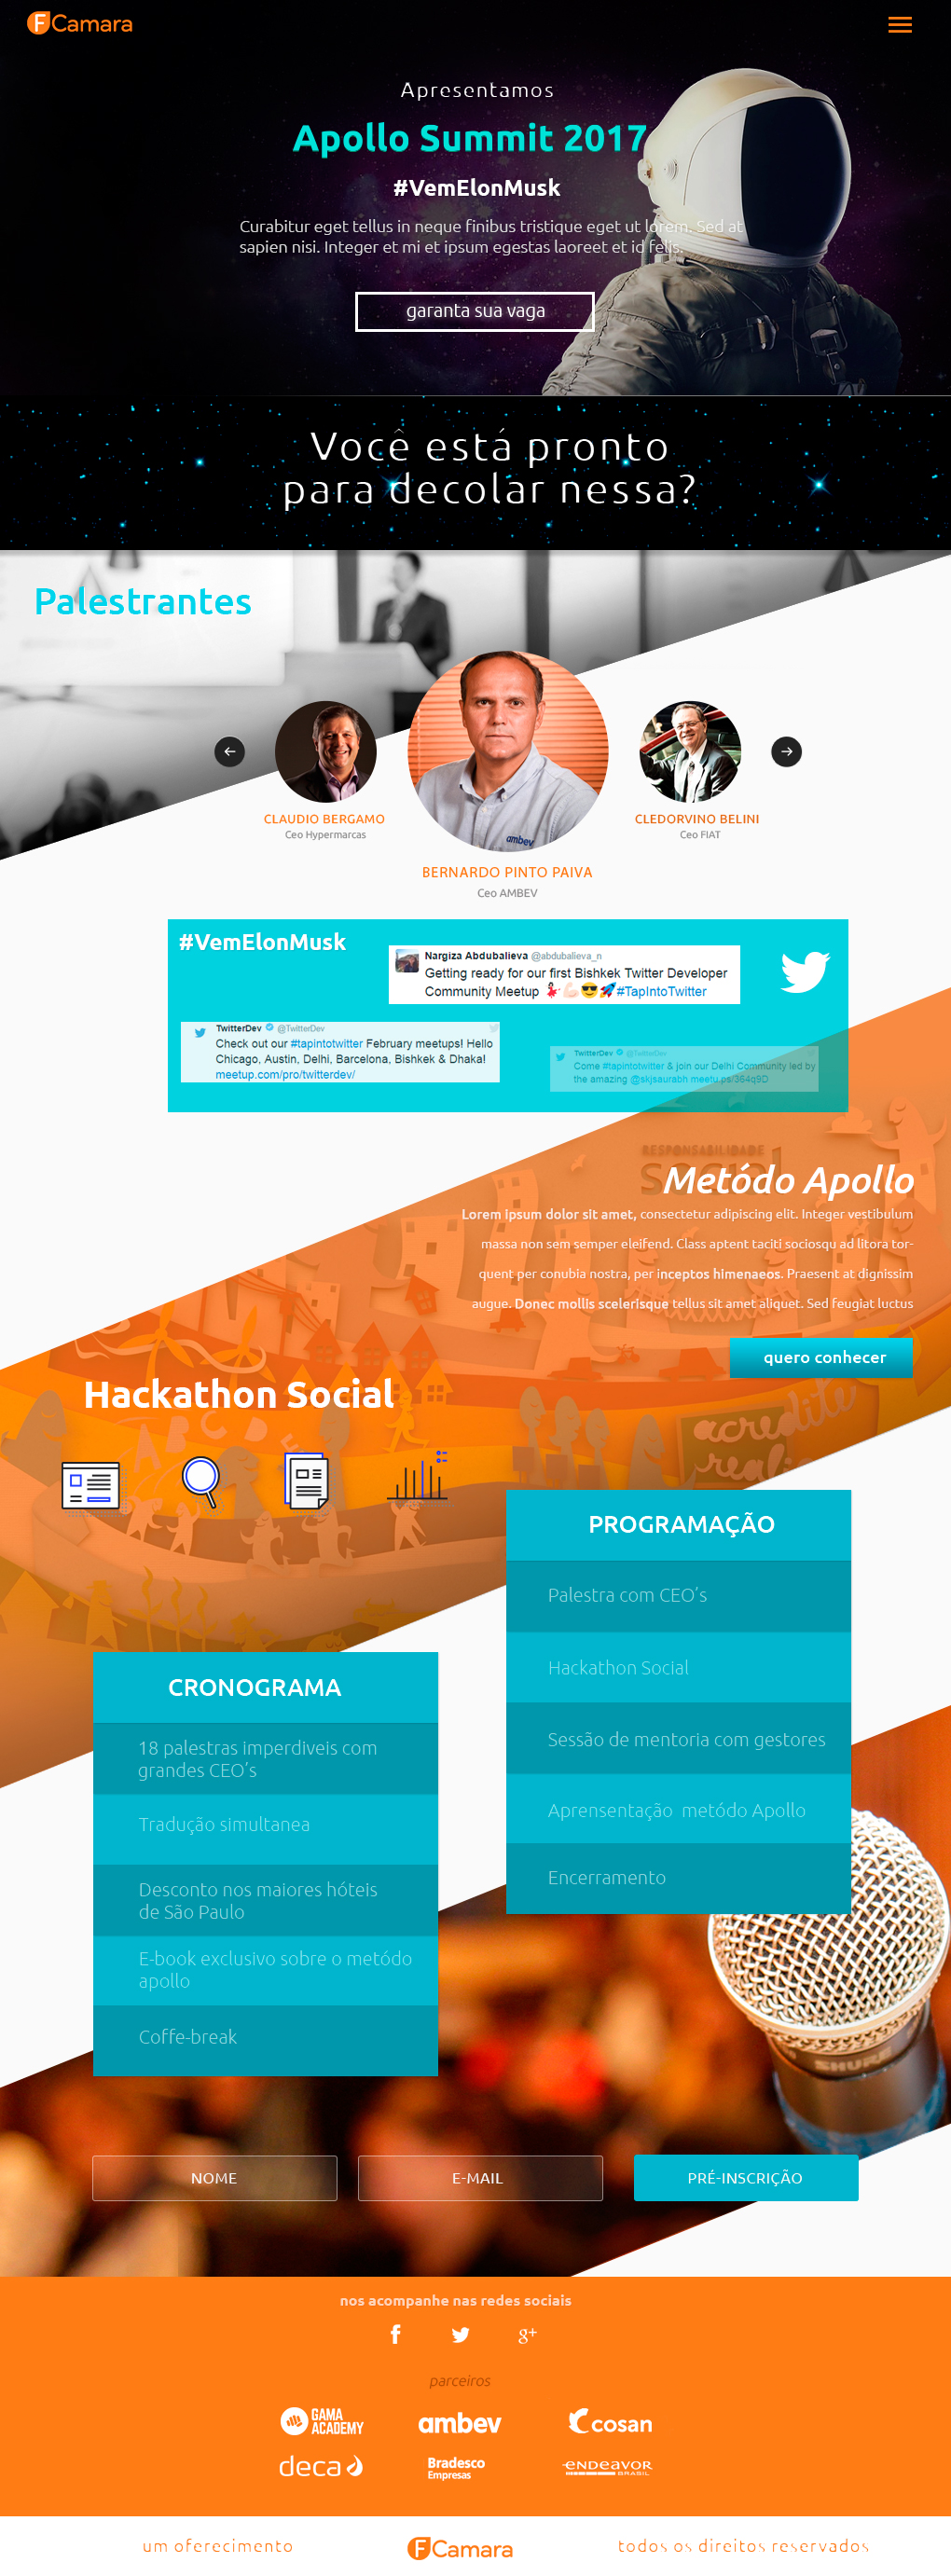 FCamara
Apresentamos
Apollo Summit 2017
#VemElonMusk
Curabitur eget tellus in neque finibus tristique eget ut lorem. Sed at
sapien nisi. Integer et mi et ipsum egestas laoreet et id felis.
garanta sua vaga
Você está pronto
para decolar nessa?
Palestrantes
CLAUDIO BERGAMO
Ceo Hypermarcas
ambev
BERNARDO PINTO PAIVA
Ceo AMBEV
CLEDORVINO BELINI
Ceo FIAT
#VemElonMusk
Nargiza Abdubalieva @abdubalieva_n
Getting ready for our first Bishkek Twitter Developer
Community Meetup 💃💪😎🚀#TapIntoTwitter
TwitterDev @TwitterDev
Check out our #tapintotwitter February meetups! Hello
Chicago, Austin, Delhi, Barcelona, Bishkek & Dhaka!
meetup.com/pro/twitterdev/
TwitterDev @TwitterDev
Come #tapintotwitter & join our Delhi Community led by
the amazing @skjsaurabh meetu.ps/364q9D
RESPONSABILIDADE
social
Metódo Apollo
Lorem ipsum dolor sit amet, consectetur adipiscing elit. Integer vestibulum
massa non sem semper eleifend. Class aptent taciti sociosqu ad litora tor-
quent per conubia nostra, per inceptos himenaeos. Praesent at dignissim
augue. Donec mollis scelerisque tellus sit amet aliquet. Sed feugiat luctus
quero conhecer
Hackathon Social
acredite
realize
PROGRAMAÇÃO
Palestra com CEO’s
Hackathon Social
Sessão de mentoria com gestores
Aprensentação metódo Apollo
Encerramento
CRONOGRAMA
18 palestras imperdiveis com
grandes CEO’s
Tradução simultanea
Desconto nos maiores hóteis
de São Paulo
E-book exclusivo sobre o metódo
apollo
Coffe-break
SHURE
NOME
E-MAIL
PRÉ-INSCRIÇÃO
nos acompanhe nas redes sociais
f
g+
parceiros
GAMA
ACADEMY
ambev
cosan
deca
Bradesco
Empresas
ENDEAVOR
BRASIL
um oferecimento
FCamara
todos os direitos reservados